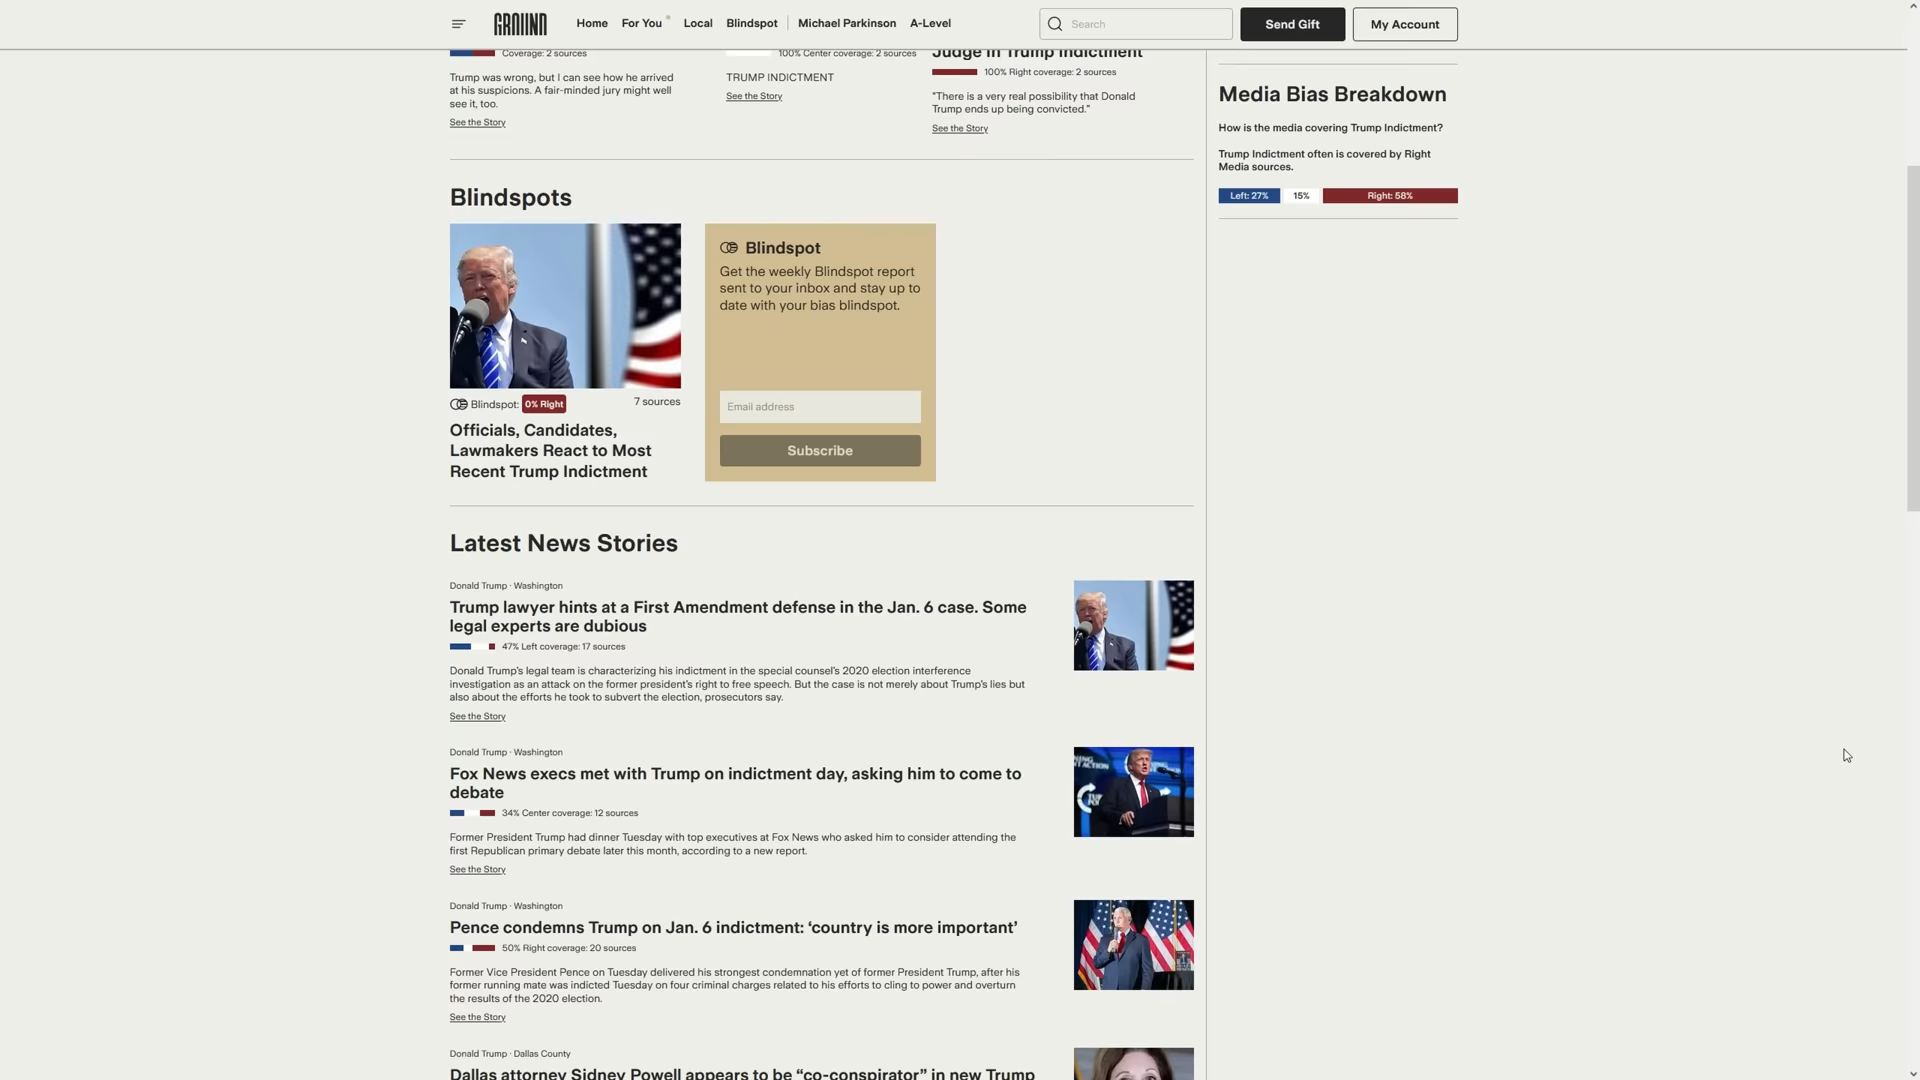 GROUND
Home
For You
Local
Blindspot
Michael Parkinson
A-Level
Search
Send Gift
My Account
Coverage: 2 sources
Trump was wrong, but I can see how he arrived
at his suspicions. A fair-minded jury might well
see it, too.
See the Story
100% Center coverage: 2 sources
TRUMP INDICTMENT
See the Story
Judge in Trump Indictment
100% Right coverage: 2 sources
“There is a very real possibility that Donald
Trump ends up being convicted.”
See the Story
Media Bias Breakdown
How is the media covering Trump Indictment?
Trump Indictment often is covered by Right
Media sources.
Left: 27%
15%
Right: 58%
Blindspots
Blindspot: 0% Right
7 sources
Officials, Candidates,
Lawmakers React to Most
Recent Trump Indictment
Blindspot
Get the weekly Blindspot report
sent to your inbox and stay up to
date with your bias blindspot.
Email address
Subscribe
Latest News Stories
Donald Trump · Washington
Trump lawyer hints at a First Amendment defense in the Jan. 6 case. Some
legal experts are dubious
47% Left coverage: 17 sources
Donald Trump’s legal team is characterizing his indictment in the special counsel’s 2020 election interference
investigation as an attack on the former president’s right to free speech. But the case is not merely about Trump’s lies but
also about the efforts he took to subvert the election, prosecutors say.
See the Story
Donald Trump · Washington
Fox News execs met with Trump on indictment day, asking him to come to
debate
34% Center coverage: 12 sources
Former President Trump had dinner Tuesday with top executives at Fox News who asked him to consider attending the
first Republican primary debate later this month, according to a new report.
See the Story
Donald Trump · Washington
Pence condemns Trump on Jan. 6 indictment: ‘country is more important’
50% Right coverage: 20 sources
Former Vice President Pence on Tuesday delivered his strongest condemnation yet of former President Trump, after his
former running mate was indicted Tuesday on four criminal charges related to his efforts to cling to power and overturn
the results of the 2020 election.
See the Story
Donald Trump · Dallas County
Dallas attorney Sidney Powell appears to be “co-conspirator” in new Trump